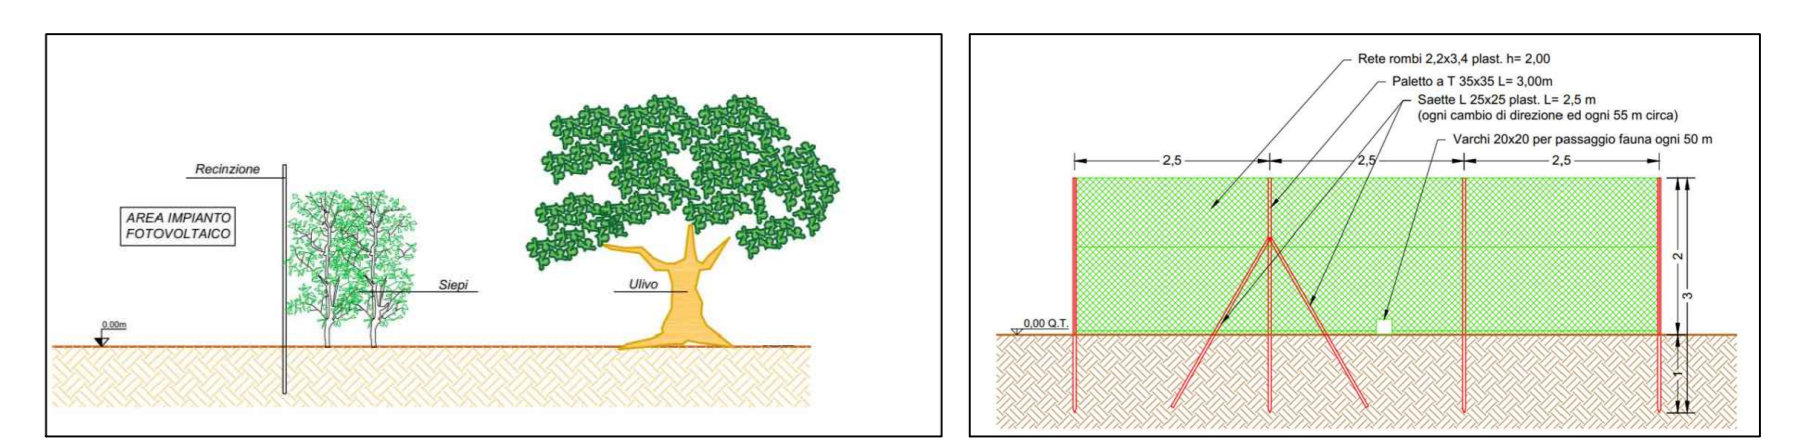 Recinzione
AREA IMPIANTO
FOTOVOLTAICO
Siepi
Ulivo
0.00m
Rete rombi 2,2x3,4 plast. h= 2,00
Paletto a T 35x35 L= 3,00m
Saette L 25x25 plast. L= 2,5 m
(ogni cambio di direzione ed ogni 55 m circa)
Varchi 20x20 per passaggio fauna ogni 50 m
2,5
2,5
2,5
2
3
0,00 Q.T.
1